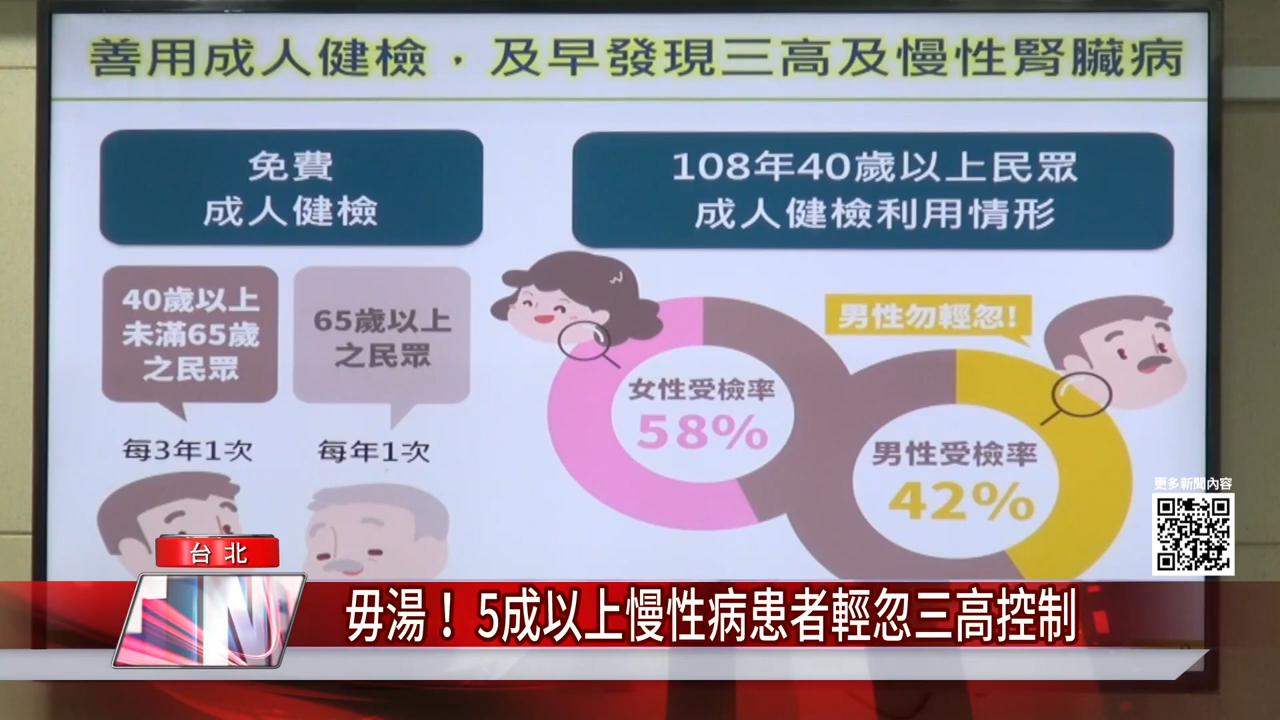 善用成人健檢，及早發現三高及慢性腎臟病
免費
成人健檢
108年40歲以上民眾
成人健檢利用情形
40歲以上
未滿65歲
之民眾
65歲以上
之民眾
每3年1次
每年1次
男性勿輕忽!
女性受檢率
58%
男性受檢率
42%
更多新聞內容
台北
毋湯！5成以上慢性病患者輕忽三高控制